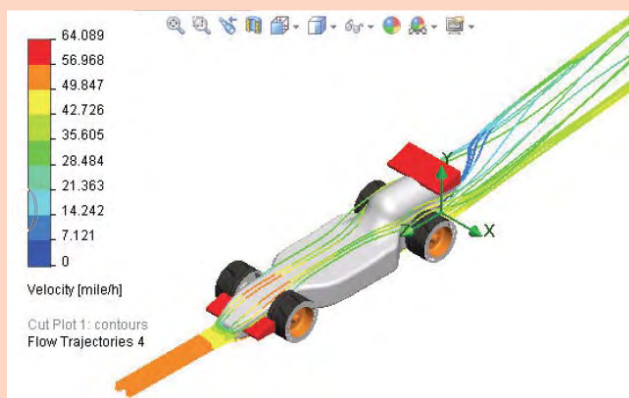 64.089
56.968
49.847
42.726
35.605
28.484
21.363
14.242
7.121
0
Velocity [mile/h]
Cut Plot 1: contours
Flow Trajectories 4
Y
X